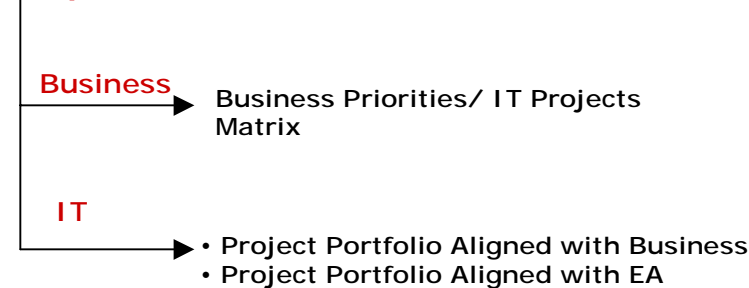 Business
Business Priorities/ IT Projects
Matrix
IT
• Project Portfolio Aligned with Business
• Project Portfolio Aligned with EA